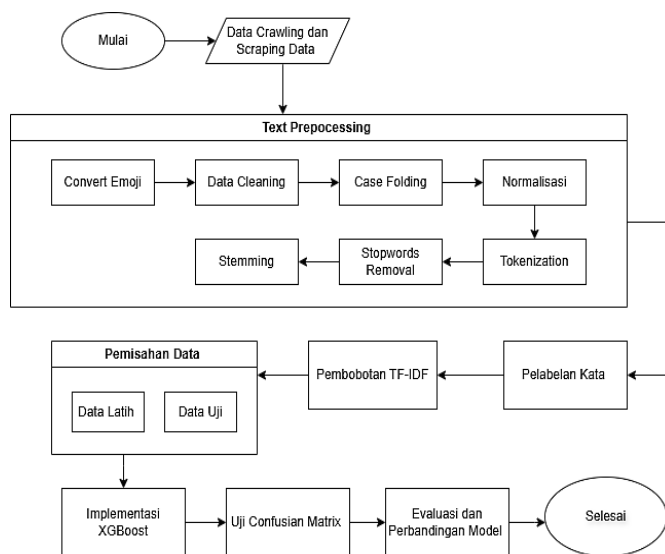 Mulai
Data Crawling dan
Scraping Data
Text Prepocessing
Convert Emoji
Data Cleaning
Case Folding
Normalisasi
Stemming
Stopwords
Removal
Tokenization
Pemisahan Data
Data Latih
Data Uji
Pembobotan TF-IDF
Pelabelan Kata
Implementasi
XGBoost
Uji Confusian Matrix
Evaluasi dan
Perbandingan Model
Selesai